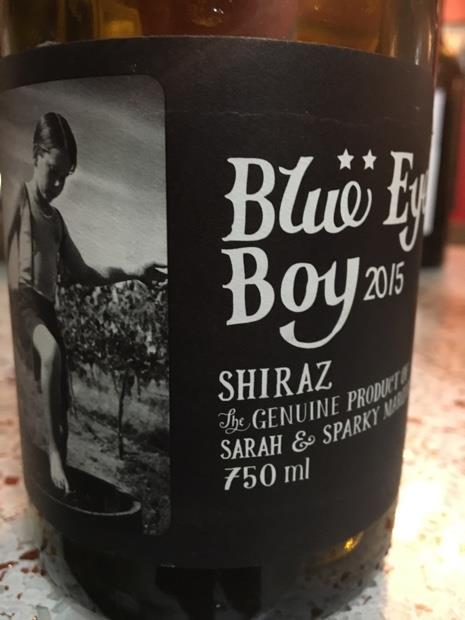 Blue
Boy 2015
SHIRAZ
The GENUINE PRODUCT
SARAH & SPARKY
750 ml